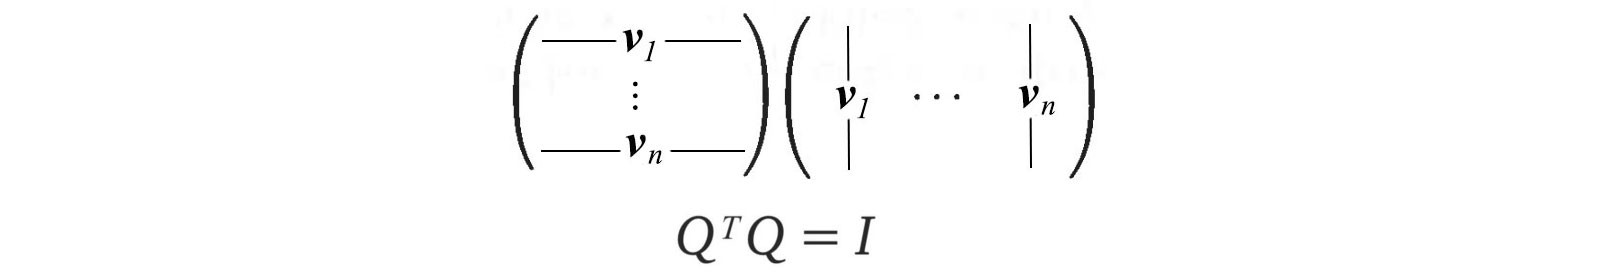 v1 v1 ... vn
⋮
vn
QᵀQ = I